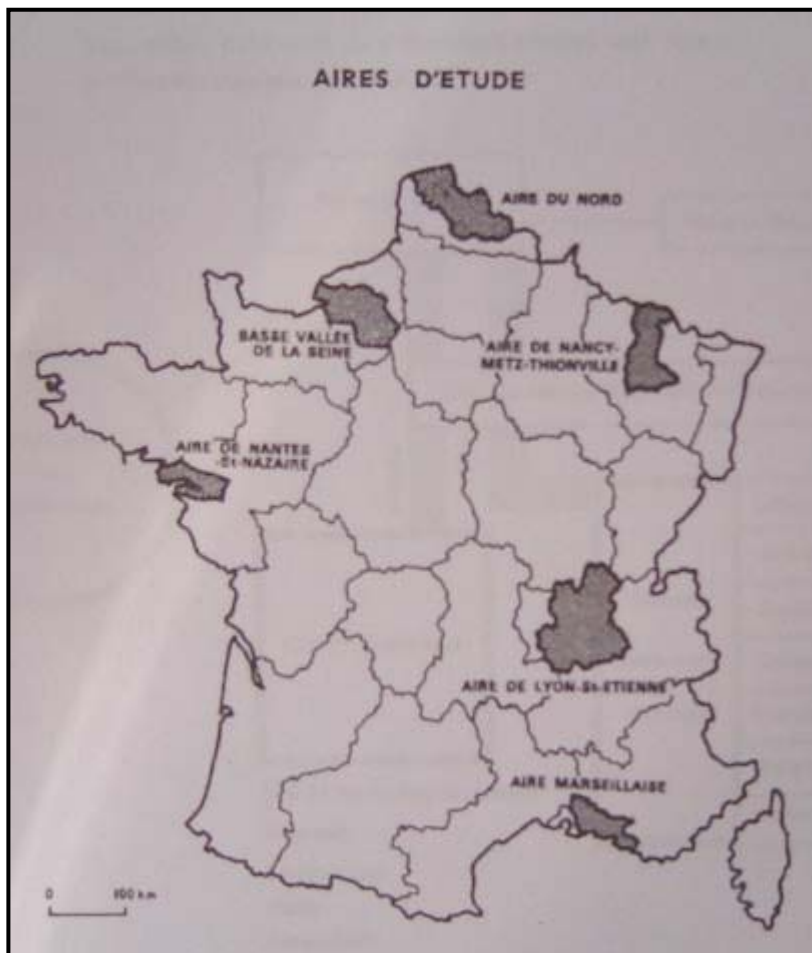 AIRES D'ETUDE
AIRE DU NORD
BASSE VALLÉE
DE LA SEINE
AIRE DE NANCY-
METZ-THIONVILLE
AIRE DE NANTES
-St-NAZAIRE
AIRE DE LYON-St-ETIENNE
AIRE MARSEILLAISE
0 100 km